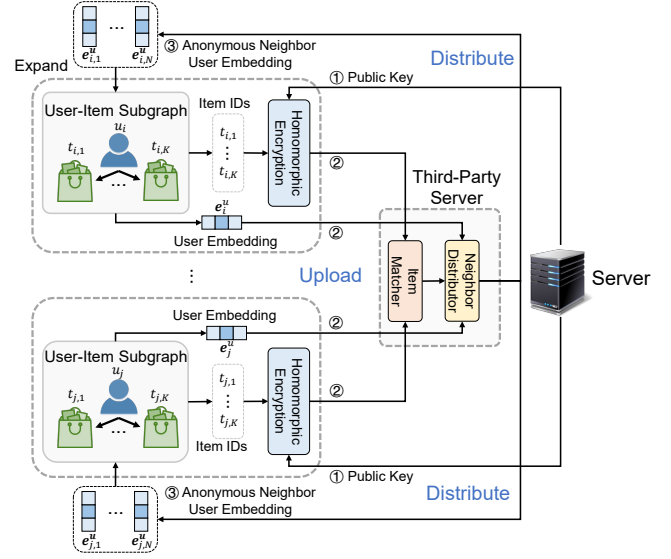 e^u_{i,1} ... e^u_{i,N}
③ Anonymous Neighbor
User Embedding
Distribute
Expand
① Public Key
User-Item Subgraph
Item IDs
u_i
t_{i,1} t_{i,K}
...
t_{i,1}
⋮
t_{i,K}
Homomorphic
Encryption
②
Third-Party
Server
e^u_i
User Embedding
②
Item
Matcher
Neighbor
Distributor
Server
⋮
Upload
User Embedding
e^u_j
②
User-Item Subgraph
u_j
t_{j,1} t_{j,K}
...
t_{j,1}
⋮
t_{j,K}
Item IDs
Homomorphic
Encryption
②
① Public Key
③ Anonymous Neighbor
User Embedding
Distribute
e^u_{j,1} ... e^u_{j,N}